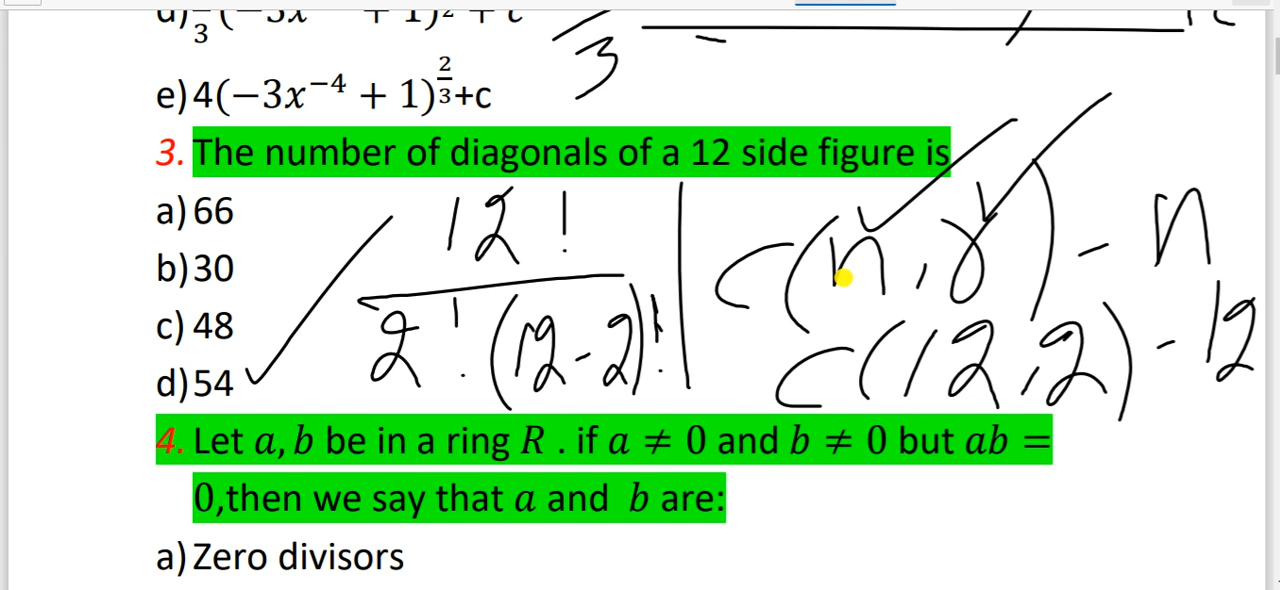 e) 4(−3x⁻⁴ + 1)^(2/3)+c
3
3. The number of diagonals of a 12 side figure is
a) 66
b) 30
c) 48
d) 54
12 !
2 ! (12 - 2) !
C(n, r) - n
C(12, 2) - 12
4. Let a, b be in a ring R . if a ≠ 0 and b ≠ 0 but ab =
0,then we say that a and b are:
a) Zero divisors